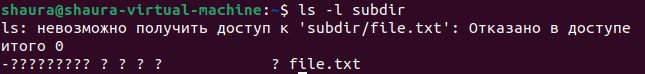 shaura@shaura-virtual-machine:~$ ls -l subdir
ls: невозможно получить доступ к 'subdir/file.txt': Отказано в доступе
итого 0
-????????? ? ? ? ?            ? file.txt